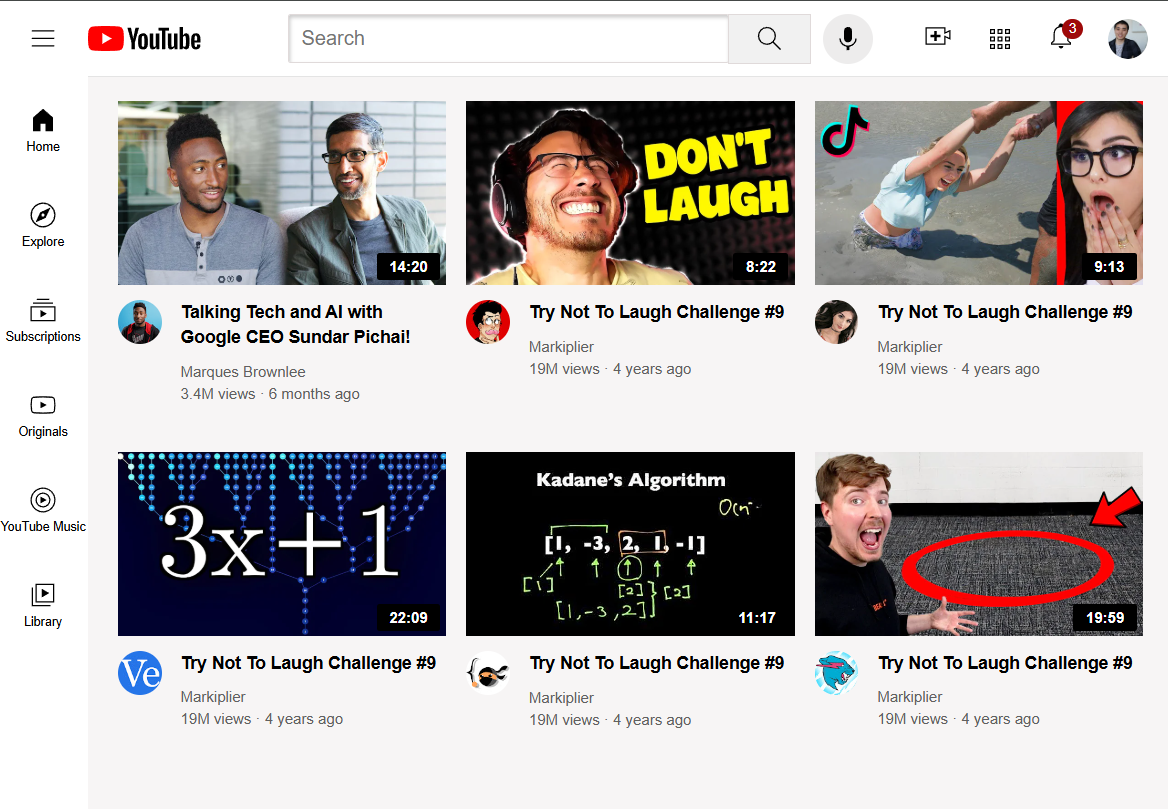 YouTube
Search
3
Home
Explore
Subscriptions
Originals
YouTube Music
Library
14:20
DON'T
LAUGH
8:22
9:13
Talking Tech and AI with
Google CEO Sundar Pichai!
Marques Brownlee
3.4M views · 6 months ago
Try Not To Laugh Challenge #9
Markiplier
19M views · 4 years ago
Try Not To Laugh Challenge #9
Markiplier
19M views · 4 years ago
3x+1
22:09
Kadane's Algorithm
[1, -3, 2, 1, -1]
[1]
[2]
[2]
[1,-3,2]
11:17
19:59
Ve
Try Not To Laugh Challenge #9
Markiplier
19M views · 4 years ago
Try Not To Laugh Challenge #9
Markiplier
19M views · 4 years ago
Try Not To Laugh Challenge #9
Markiplier
19M views · 4 years ago